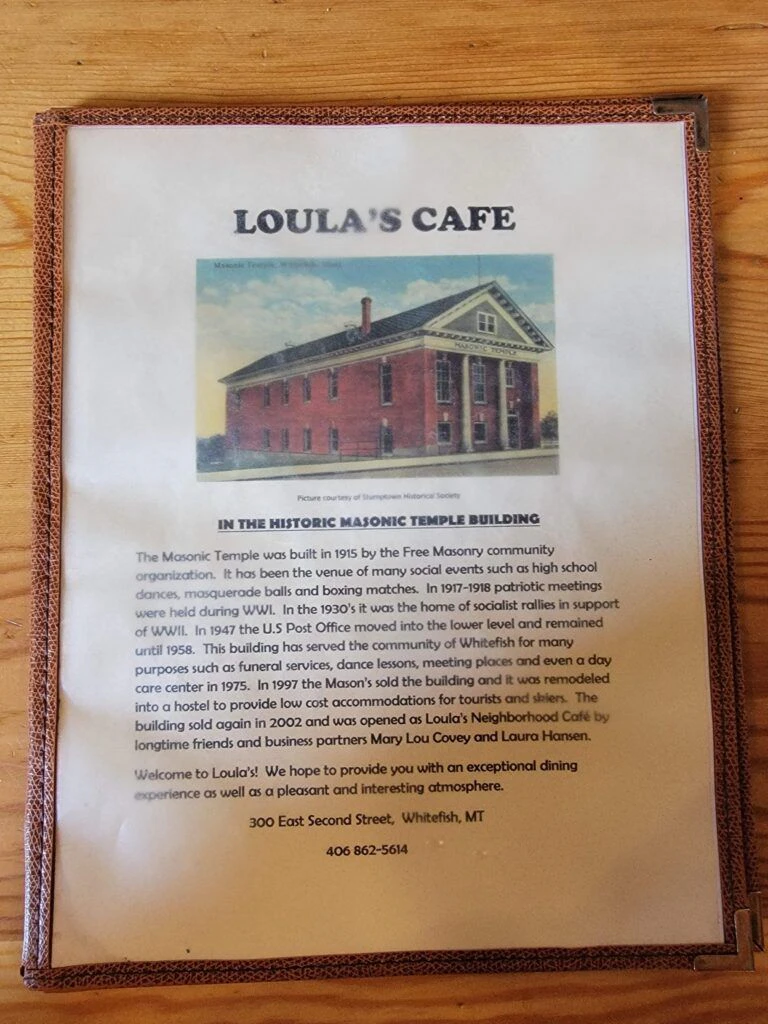 LOULA'S CAFE
Masonic Temple, Whitefish, Mont.
MASONIC TEMPLE
Picture courtesy of Stumptown Historical Society
IN THE HISTORIC MASONIC TEMPLE BUILDING
The Masonic Temple was built in 1915 by the Free Masonry community
organization. It has been the venue of many social events such as high school
dances, masquerade balls and boxing matches. In 1917-1918 patriotic meetings
were held during WWI. In the 1930's it was the home of socialist rallies in support
of WWII. In 1947 the U.S Post Office moved into the lower level and remained
until 1958. This building has served the community of Whitefish for many
purposes such as funeral services, dance lessons, meeting places and even a day
care center in 1975. In 1997 the Mason's sold the building and it was remodeled
into a hostel to provide low cost accommodations for tourists and skiers. The
building sold again in 2002 and was opened as Loula's Neighborhood Café by
longtime friends and business partners Mary Lou Covey and Laura Hansen.
Welcome to Loula's! We hope to provide you with an exceptional dining
experience as well as a pleasant and interesting atmosphere.
300 East Second Street, Whitefish, MT
406 862-5614